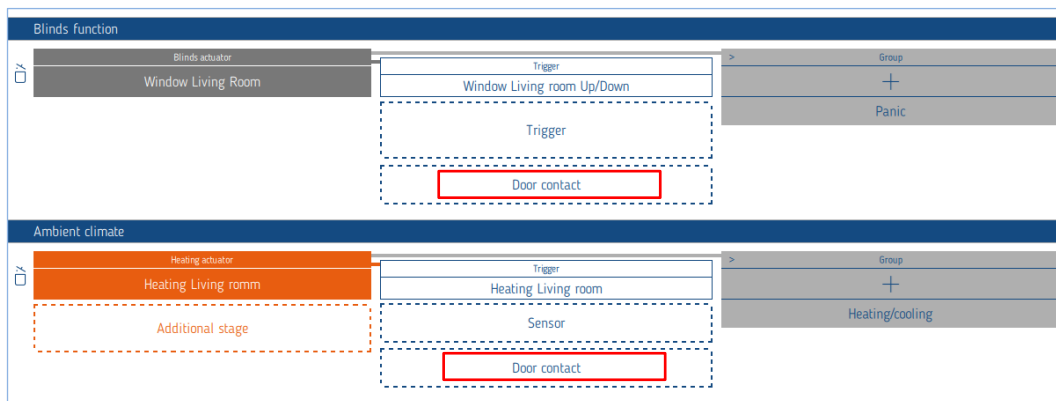 Blinds function
Blinds actuator
Window Living Room
Trigger
Window Living room Up/Down
Trigger
Door contact
> Group
+
Panic
Ambient climate
Heating actuator
Heating Living romm
Additional stage
Trigger
Heating Living room
Sensor
Door contact
> Group
+
Heating/cooling